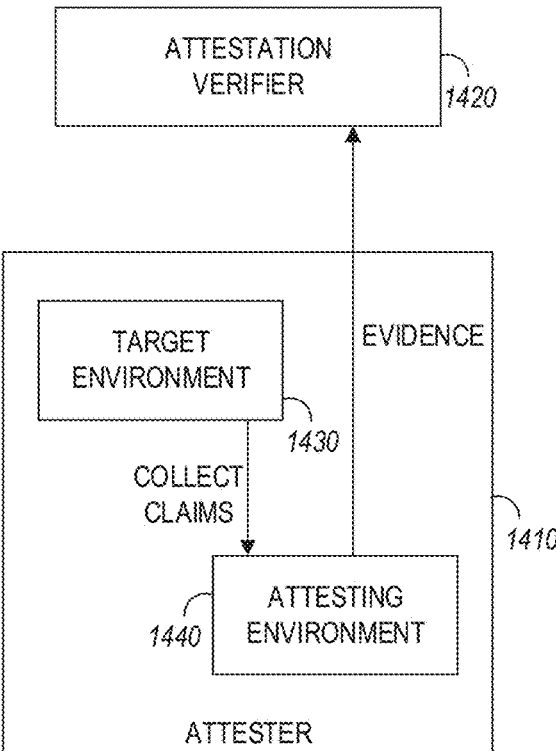 ATTESTATION
VERIFIER
1420
TARGET
ENVIRONMENT
EVIDENCE
1430
COLLECT
CLAIMS
1410
ATTESTING
ENVIRONMENT
1440
ATTESTER